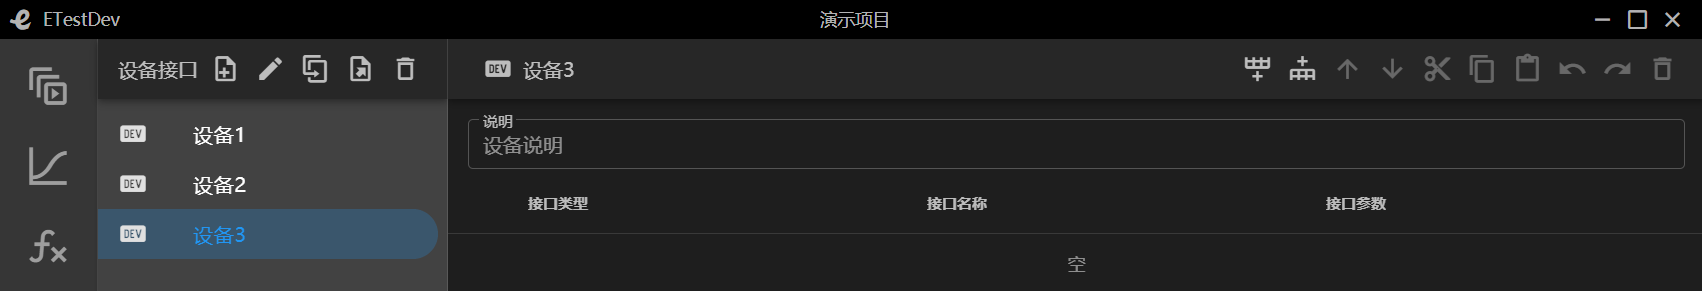 ETestDev
演示项目
设备接口
DEV 设备3
DEV 设备1
DEV 设备2
DEV 设备3
说明
设备说明
接口类型 接口名称 接口参数
空